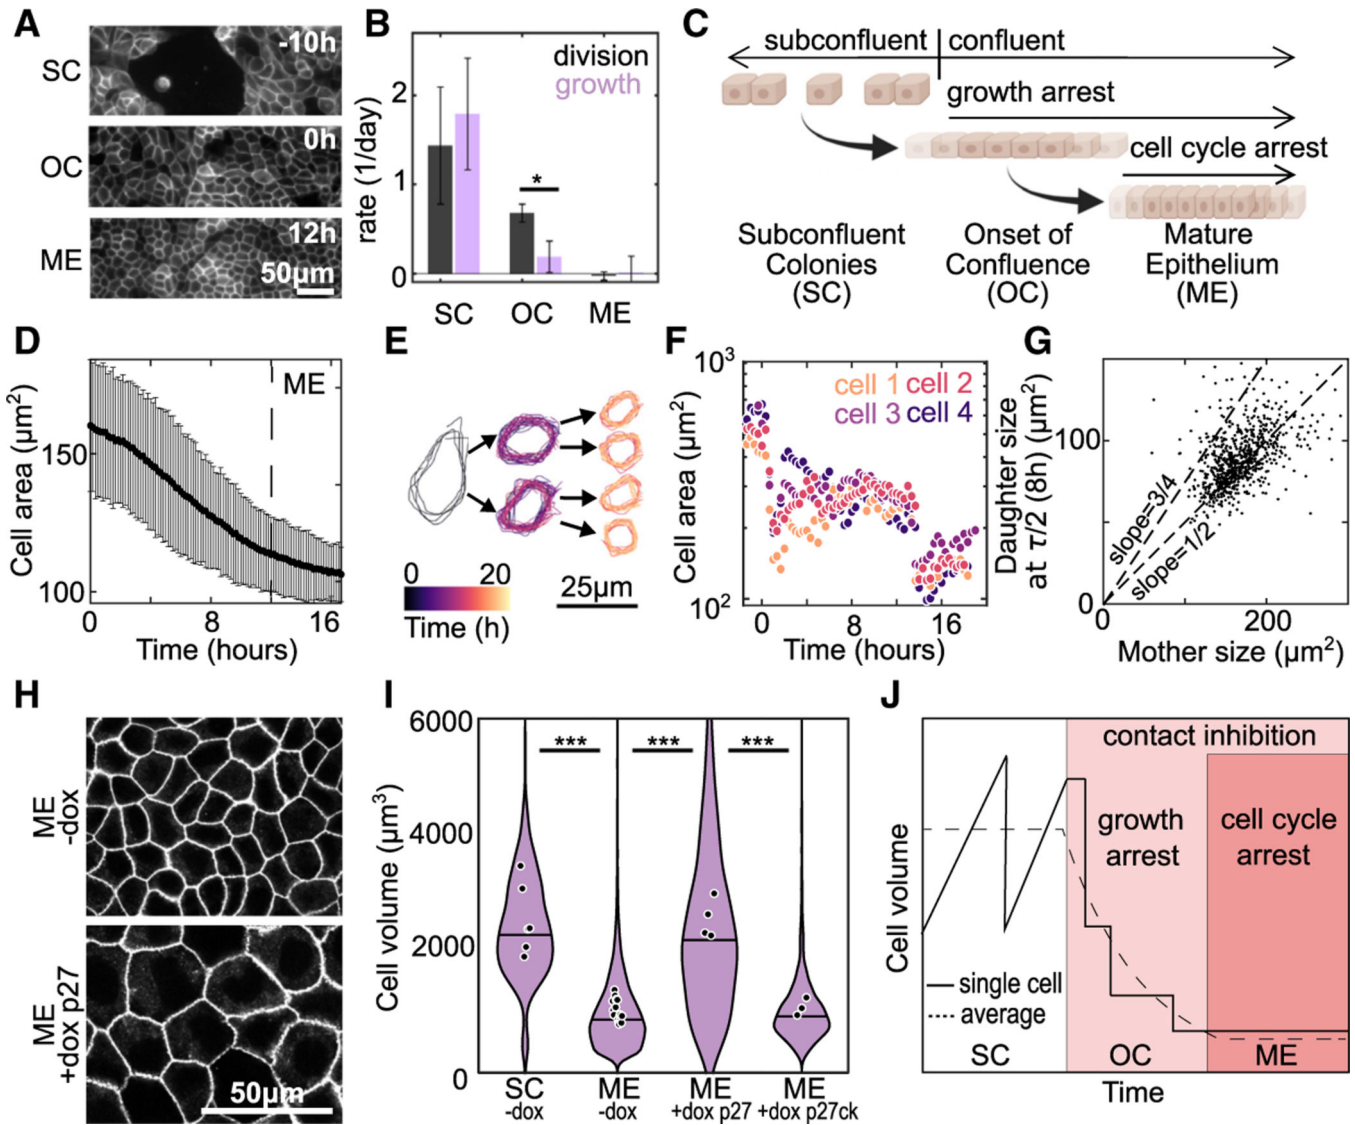 A
SC
-10h
OC
0h
ME
12h
50µm
B
division
growth
rate (1/day)
2
1
0
*
SC OC ME
C
subconfluent confluent
growth arrest
cell cycle arrest
Subconfluent
Colonies
(SC)
Onset of
Confluence
(OC)
Mature
Epithelium
(ME)
D
ME
Cell area (µm²)
150
100
0 8 16
Time (hours)
E
0 20
Time (h)
25µm
F
10³
cell 1 cell 2
cell 3 cell 4
Cell area (µm²)
10²
0 8 16
Time (hours)
G
Daughter size
at τ/2 (8h) (µm²)
100
0
slope=3/4
slope=1/2
0 200
Mother size (µm²)
H
ME
-dox
ME
+dox p27
50µm
I
6000
4000
2000
0
Cell volume (µm³)
*** *** ***
SC ME ME ME
-dox -dox +dox p27 +dox p27ck
J
contact inhibition
growth
arrest
cell cycle
arrest
Cell volume
single cell
average
SC OC ME
Time